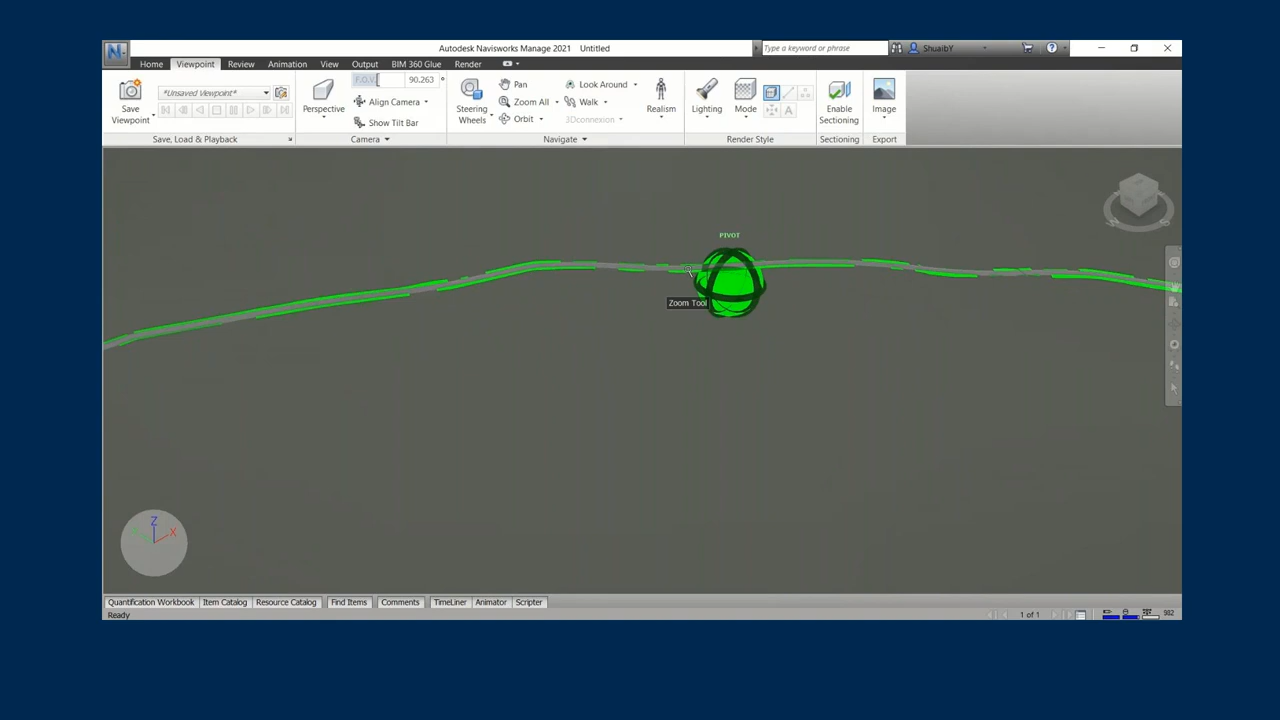 Autodesk Navisworks Manage 2021 Untitled
Type a keyword or phrase
ShuaibY
Home Viewpoint Review Animation View Output BIM 360 Glue Render
Save Viewpoint
*Unsaved Viewpoint*
Save, Load & Playback
Perspective
F.O.V. 90.263 °
Align Camera
Show Tilt Bar
Camera
Steering Wheels
Pan
Zoom All
Orbit
Look Around
Walk
3Dconnexion
Navigate
Realism
Lighting
Mode
Render Style
Enable Sectioning
Sectioning
Image
Export
PIVOT
Zoom Tool
Z
X
Quantification Workbook Item Catalog Resource Catalog Find Items Comments TimeLiner Animator Scripter
Ready
1 of 1
982